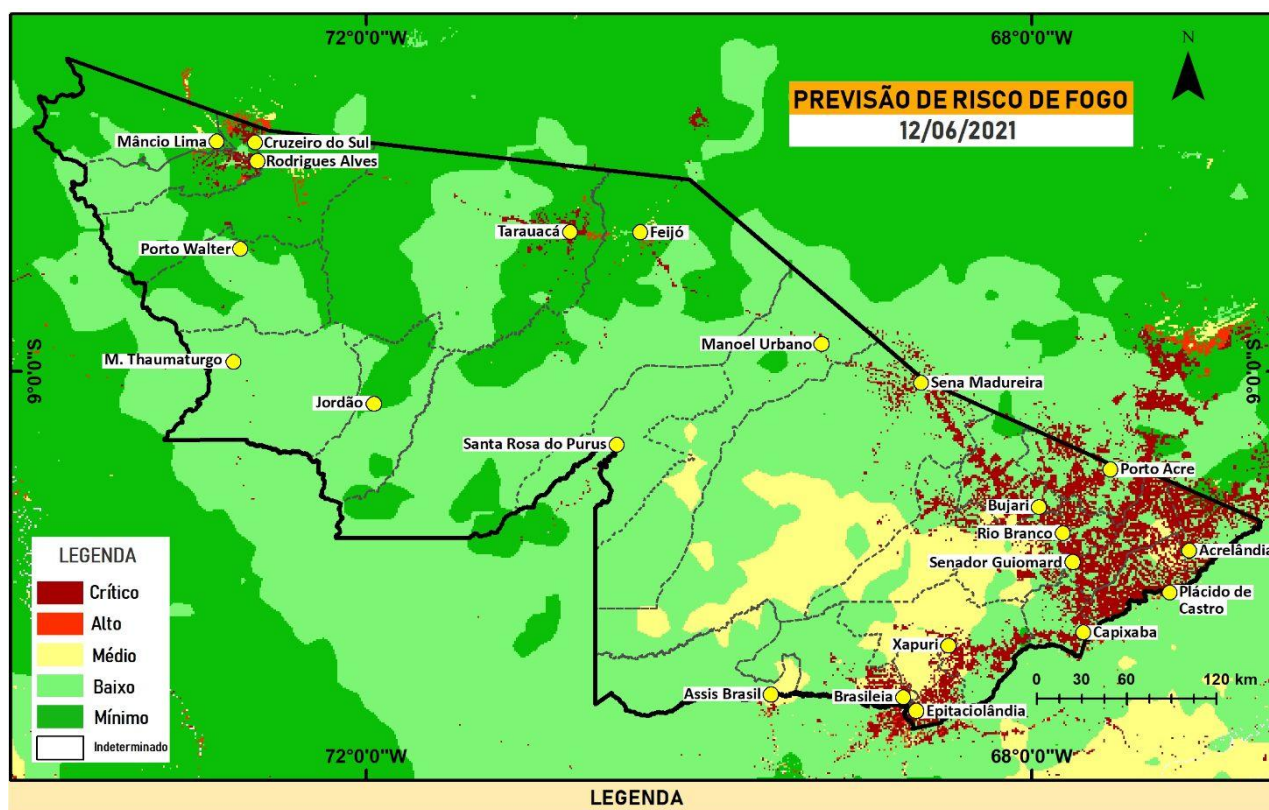 72°0'0"W
68°0'0"W
N
PREVISÃO DE RISCO DE FOGO
12/06/2021
Mâncio Lima
Cruzeiro do Sul
Rodrigues Alves
Tarauacá
Feijó
Porto Walter
Manoel Urbano
M. Thaumaturgo
9°0'0"S
9°0'0"S
Sena Madureira
Jordão
Santa Rosa do Purus
Porto Acre
Bujari
Rio Branco
Acrelândia
Senador Guiomard
Plácido de
Castro
Capixaba
Xapuri
Assis Brasil
Brasileia
Epitaciolândia
0 30 60 120 km
LEGENDA
Crítico
Alto
Médio
Baixo
Mínimo
Indeterminado
72°0'0"W
68°0'0"W
LEGENDA